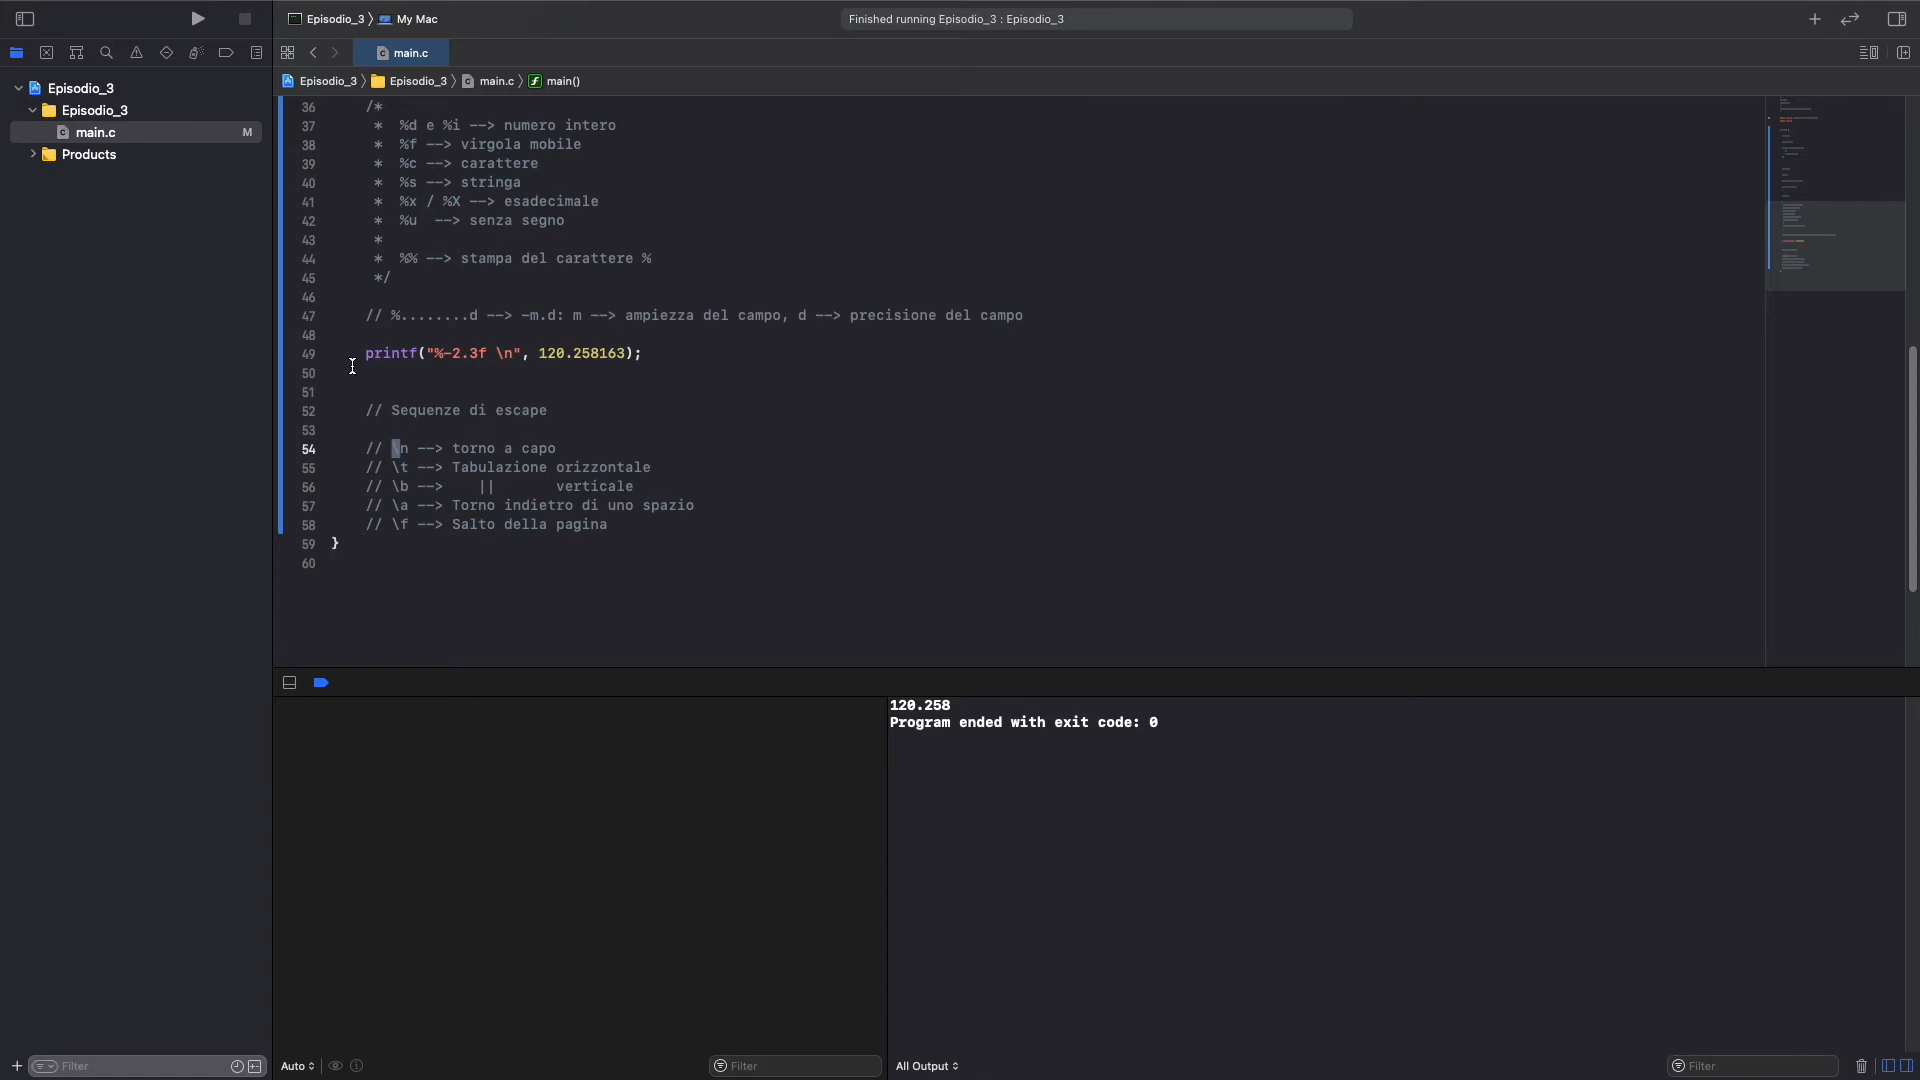 Episodio_3 My Mac
Finished running Episodio_3 : Episodio_3
main.c
Episodio_3 Episodio_3 main.c main()
Episodio_3
Episodio_3
main.c M
Products
36 /*
37 * %d e %i --> numero intero
38 * %f --> virgola mobile
39 * %c --> carattere
40 * %s --> stringa
41 * %x / %X --> esadecimale
42 * %u --> senza segno
43 *
44 * %% --> stampa del carattere %
45 */
46
47 // %........d --> -m.d: m --> ampiezza del campo, d --> precisione del campo
48
49 printf("%-2.3f \n", 120.258163);
50
51
52 // Sequenze di escape
53
54 // \n --> torno a capo
55 // \t --> Tabulazione orizzontale
56 // \b --> || verticale
57 // \a --> Torno indietro di uno spazio
58 // \f --> Salto della pagina
59 }
60
120.258
Program ended with exit code: 0
Filter
Auto
Filter
All Output
Filter